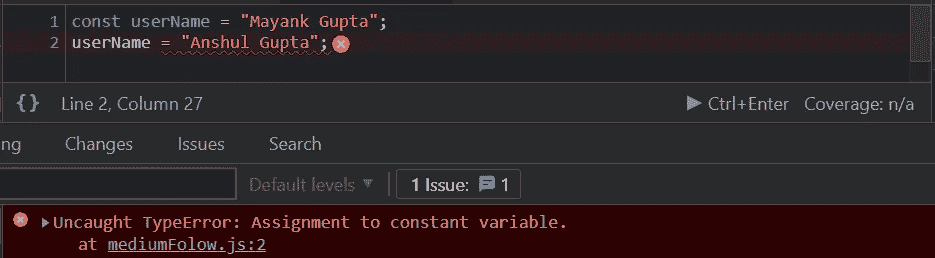 1 const userName = "Mayank Gupta";
2 userName = "Anshul Gupta";
{} Line 2, Column 27 Ctrl+Enter Coverage: n/a
ng Changes Issues Search
Default levels ▼ 1 Issue: 1
▶Uncaught TypeError: Assignment to constant variable.
at mediumFolow.js:2